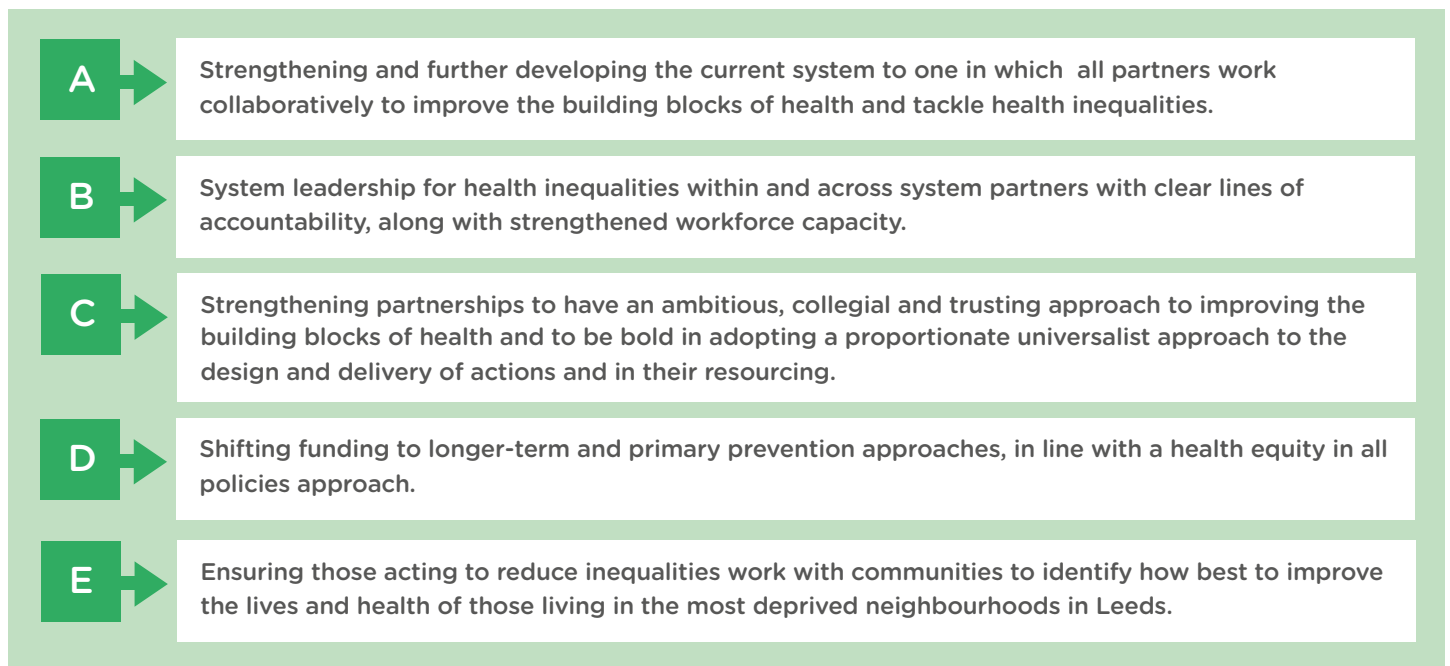 A
Strengthening and further developing the current system to one in which all partners work
collaboratively to improve the building blocks of health and tackle health inequalities.
B
System leadership for health inequalities within and across system partners with clear lines of
accountability, along with strengthened workforce capacity.
C
Strengthening partnerships to have an ambitious, collegial and trusting approach to improving the
building blocks of health and to be bold in adopting a proportionate universalist approach to the
design and delivery of actions and in their resourcing.
D
Shifting funding to longer-term and primary prevention approaches, in line with a health equity in all
policies approach.
E
Ensuring those acting to reduce inequalities work with communities to identify how best to improve
the lives and health of those living in the most deprived neighbourhoods in Leeds.